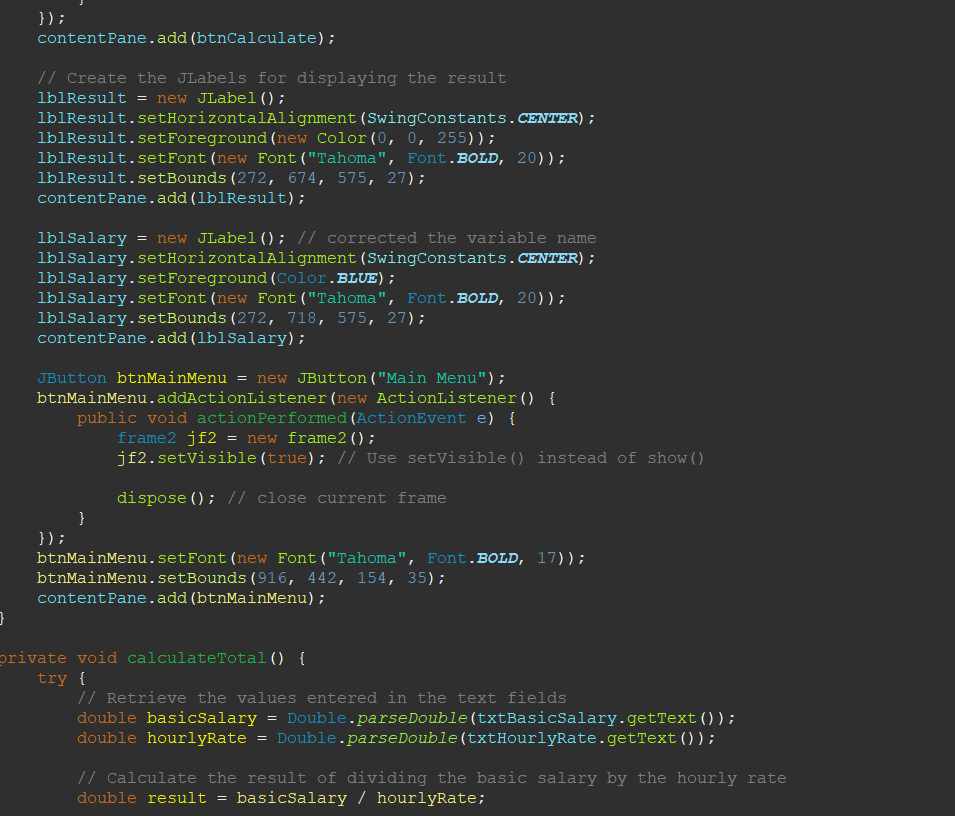 }
});
contentPane.add(btnCalculate);
// Create the JLabels for displaying the result
lblResult = new JLabel();
lblResult.setHorizontalAlignment(SwingConstants.CENTER);
lblResult.setForeground(new Color(0, 0, 255));
lblResult.setFont(new Font("Tahoma", Font.BOLD, 20));
lblResult.setBounds(272, 674, 575, 27);
contentPane.add(lblResult);
lblSalary = new JLabel(); // corrected the variable name
lblSalary.setHorizontalAlignment(SwingConstants.CENTER);
lblSalary.setForeground(Color.BLUE);
lblSalary.setFont(new Font("Tahoma", Font.BOLD, 20));
lblSalary.setBounds(272, 718, 575, 27);
contentPane.add(lblSalary);
JButton btnMainMenu = new JButton("Main Menu");
btnMainMenu.addActionListener(new ActionListener() {
public void actionPerformed(ActionEvent e) {
frame2 jf2 = new frame2();
jf2.setVisible(true); // Use setVisible() instead of show()
dispose(); // close current frame
}
});
btnMainMenu.setFont(new Font("Tahoma", Font.BOLD, 17));
btnMainMenu.setBounds(916, 442, 154, 35);
contentPane.add(btnMainMenu);
}
private void calculateTotal() {
try {
// Retrieve the values entered in the text fields
double basicSalary = Double.parseDouble(txtBasicSalary.getText());
double hourlyRate = Double.parseDouble(txtHourlyRate.getText());
// Calculate the result of dividing the basic salary by the hourly rate
double result = basicSalary / hourlyRate;